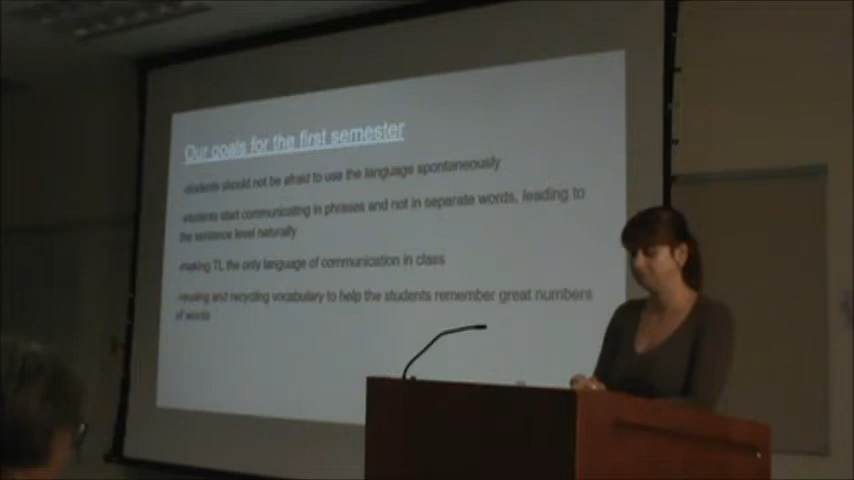 Our goals for the first semester
-students should not be afraid to use the language spontaneously
-students start communicating in phrases and not in separate words, leading to
the sentence level naturally
-making TL the only language of communication in class
-reusing and recycling vocabulary to help the students remember great numbers
of words